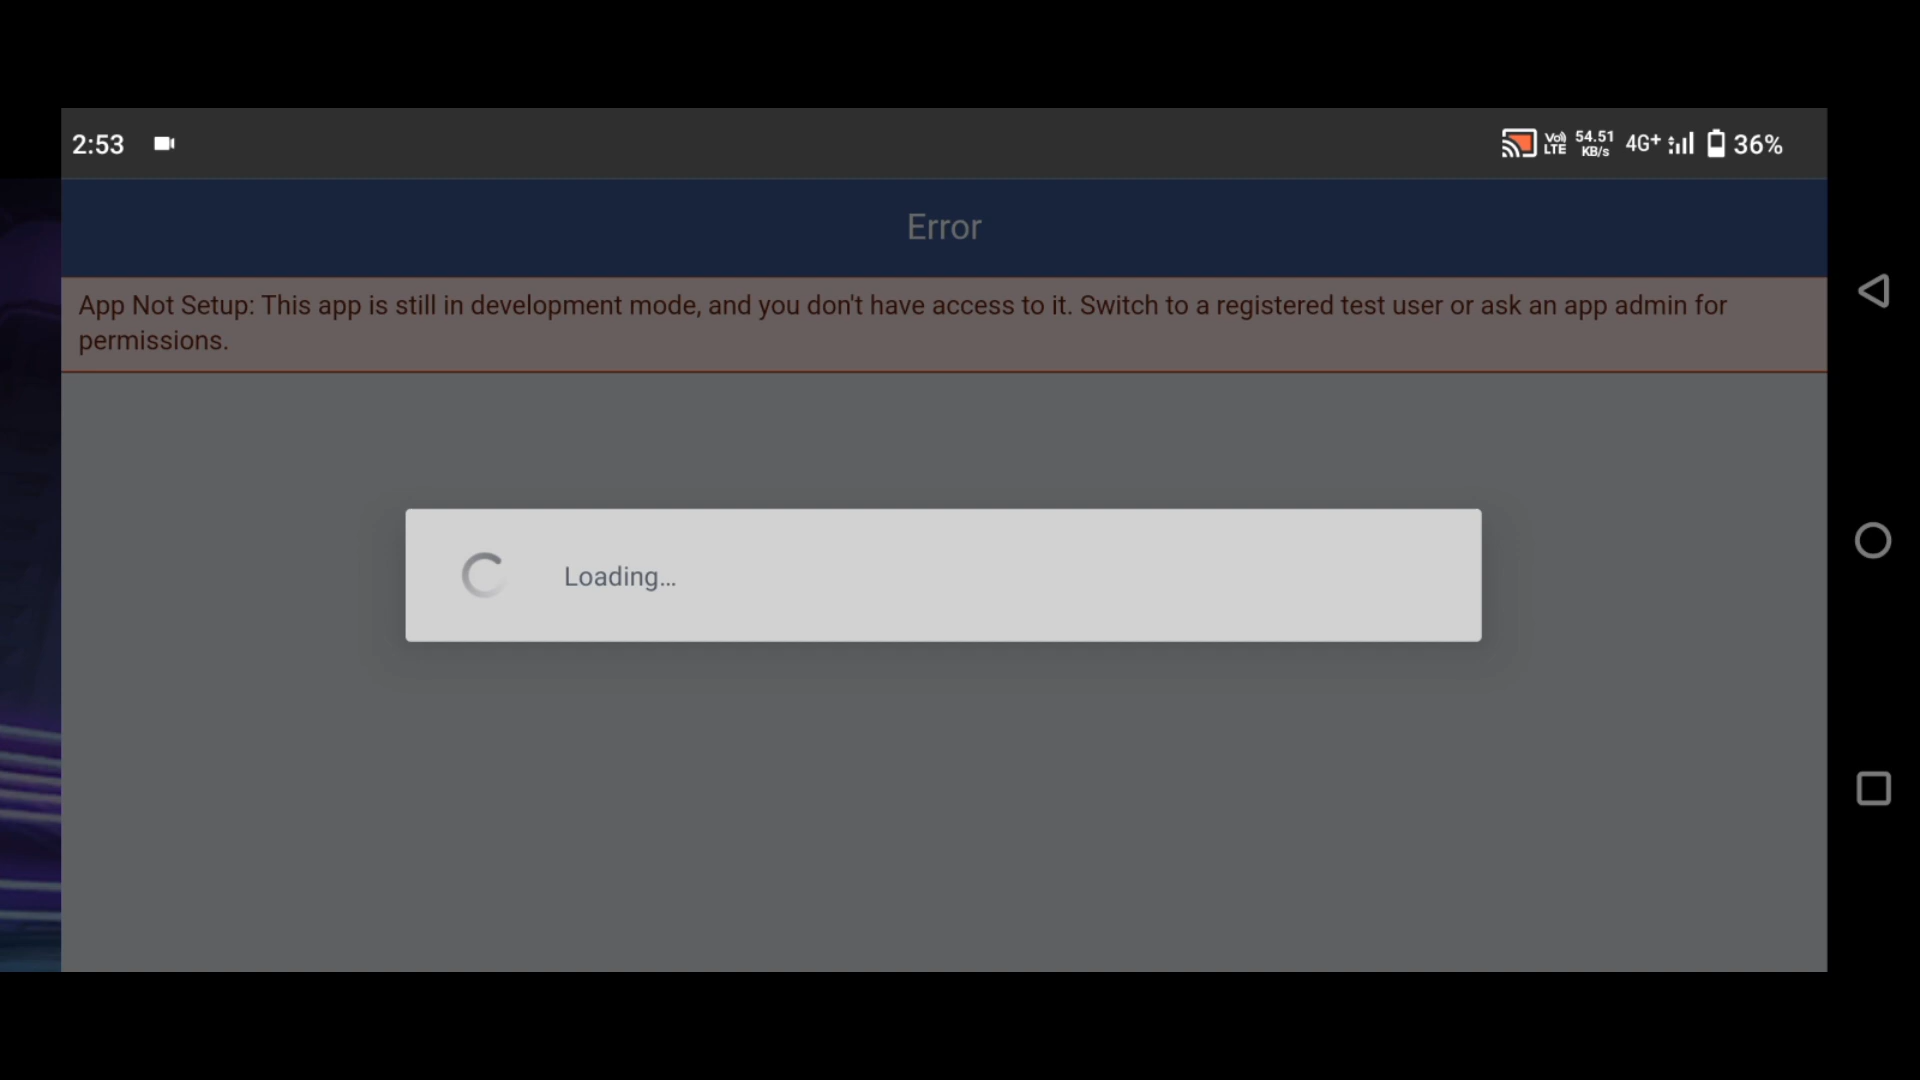 2:53
Vo)) LTE 54.51 KB/s 4G+ 36%
Error
App Not Setup: This app is still in development mode, and you don't have access to it. Switch to a registered test user or ask an app admin for
permissions.
Loading...